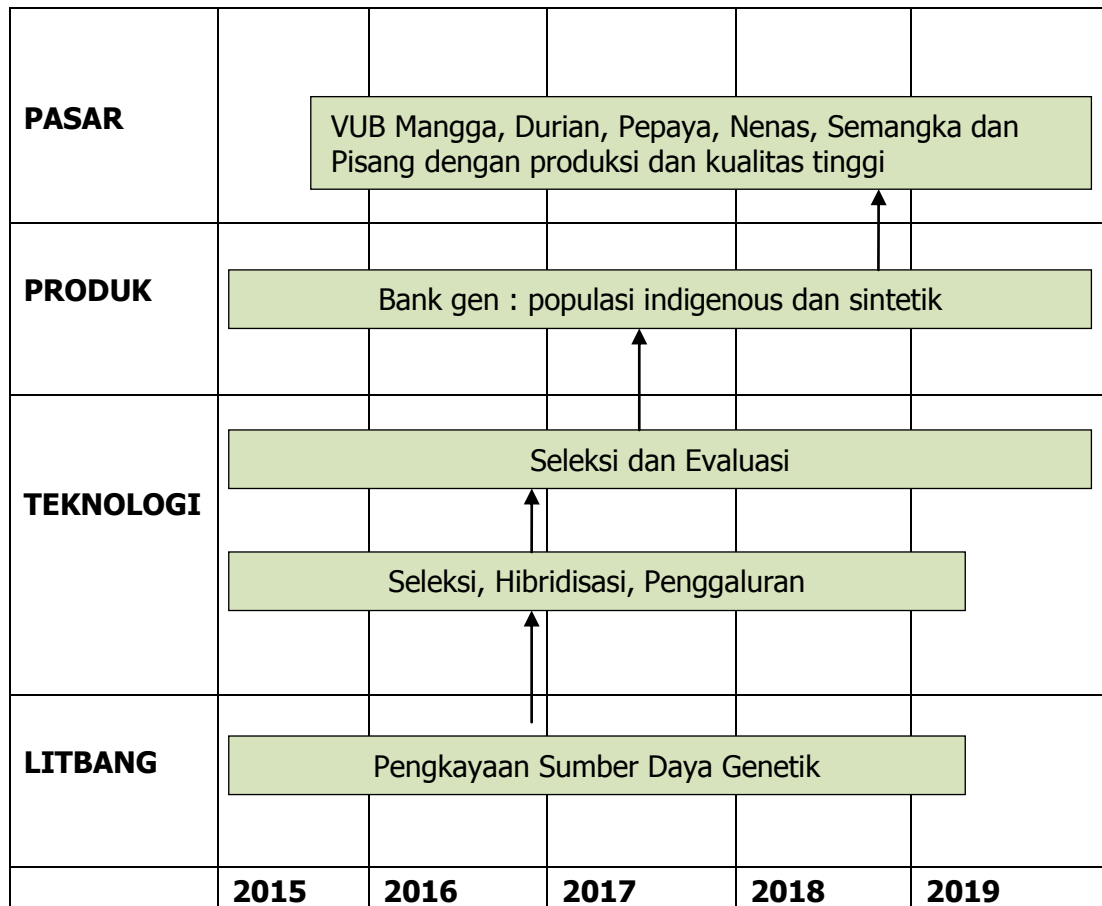 PASAR
VUB Mangga, Durian, Pepaya, Nenas, Semangka dan
Pisang dengan produksi dan kualitas tinggi
PRODUK
Bank gen : populasi indigenous dan sintetik
TEKNOLOGI
Seleksi dan Evaluasi
Seleksi, Hibridisasi, Penggaluran
LITBANG
Pengkayaan Sumber Daya Genetik
2015 2016 2017 2018 2019